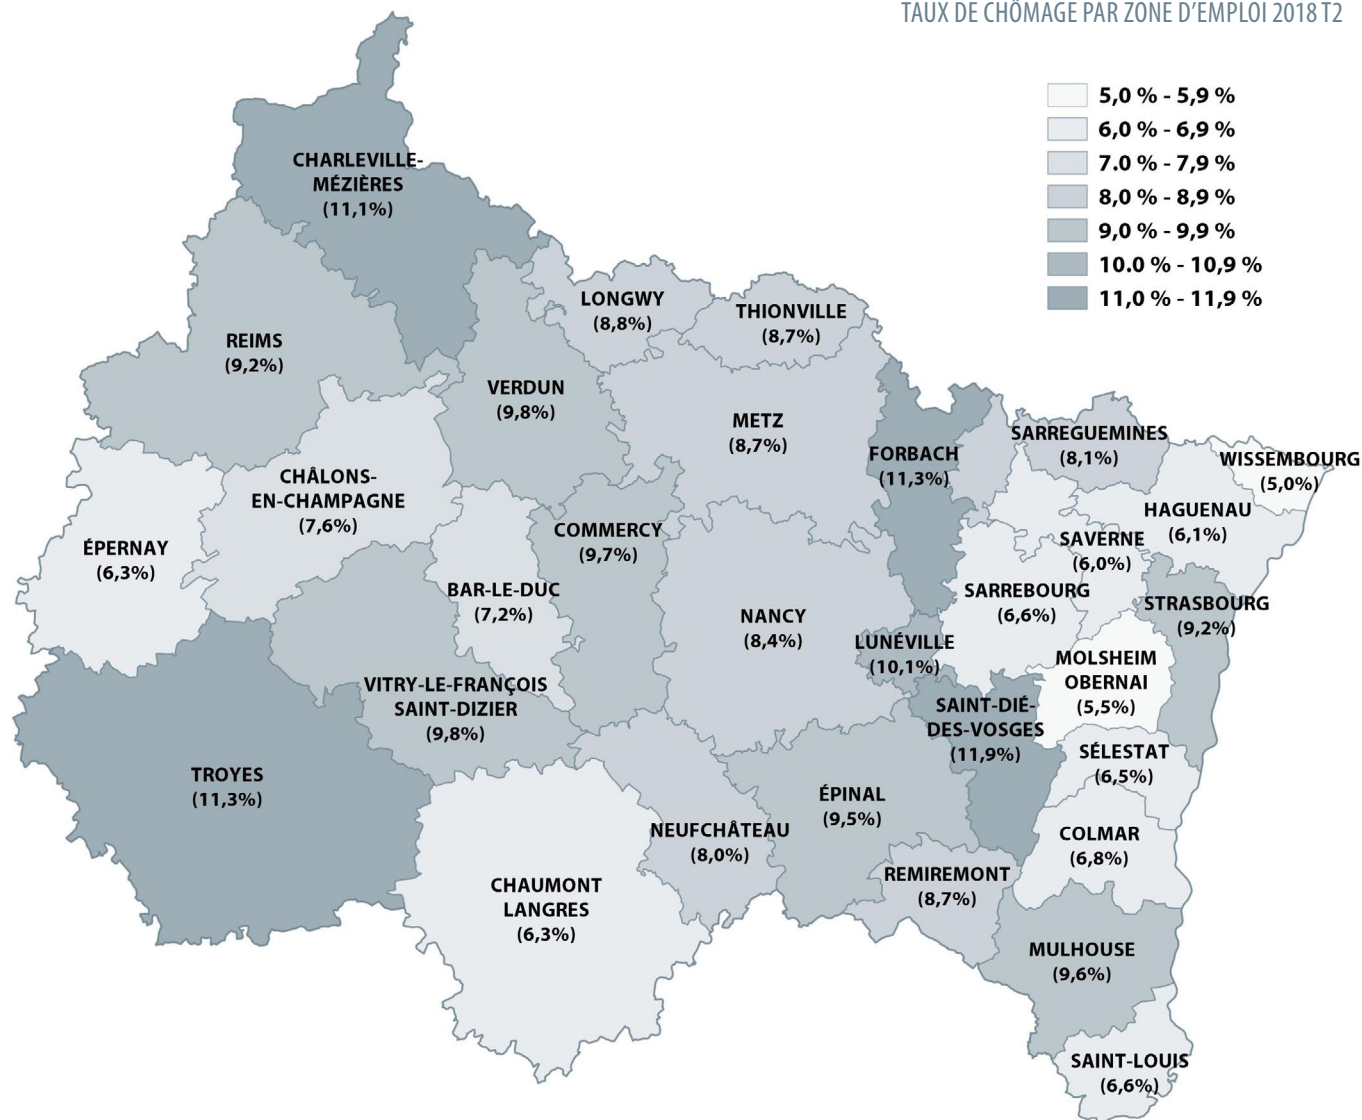 TAUX DE CHÔMAGE PAR ZONE D'EMPLOI 2018 T2
5,0 % - 5,9 %
6,0 % - 6,9 %
7.0 % - 7,9 %
8,0 % - 8,9 %
9,0 % - 9,9 %
10.0 % - 10,9 %
11,0 % - 11,9 %
CHARLEVILLE-
MÉZIÈRES
(11,1%)
REIMS
(9,2%)
LONGWY
(8,8%)
THIONVILLE
(8,7%)
VERDUN
(9,8%)
METZ
(8,7%)
FORBACH
(11,3%)
SARREGUEMINES
(8,1%)
WISSEMBOURG
(5,0%)
HAGUENAU
(6,1%)
CHÂLONS-
EN-CHAMPAGNE
(7,6%)
ÉPERNAY
(6,3%)
COMMERCY
(9,7%)
SAVERNE
(6,0%)
BAR-LE-DUC
(7,2%)
NANCY
(8,4%)
SARREBOURG
(6,6%)
STRASBOURG
(9,2%)
LUNÉVILLE
(10,1%)
MOLSHEIM
OBERNAI
(5,5%)
VITRY-LE-FRANÇOIS
SAINT-DIZIER
(9,8%)
SAINT-DIÉ-
DES-VOSGES
(11,9%)
SÉLESTAT
(6,5%)
TROYES
(11,3%)
ÉPINAL
(9,5%)
NEUFCHÂTEAU
(8,0%)
COLMAR
(6,8%)
REMIREMONT
(8,7%)
CHAUMONT
LANGRES
(6,3%)
MULHOUSE
(9,6%)
SAINT-LOUIS
(6,6%)